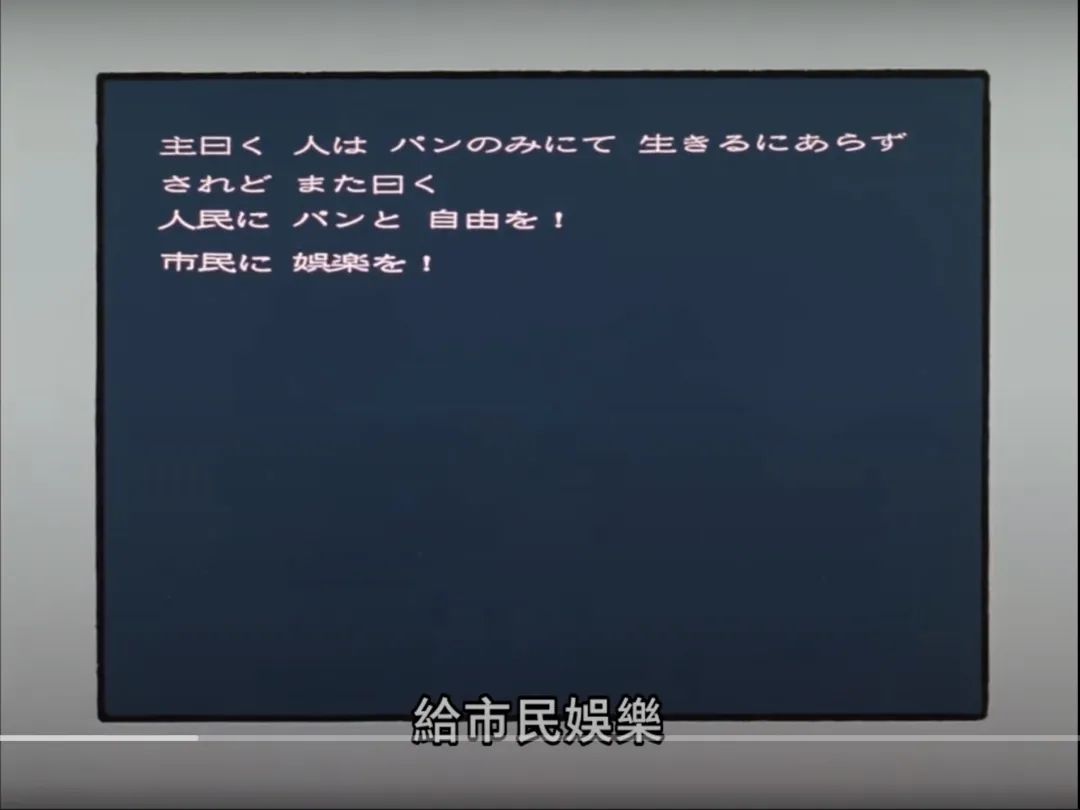 主曰く 人は パンのみにて 生きるにあらず
されど また曰く
人民に パンと 自由を！
市民に 娯楽を！
給市民娛樂